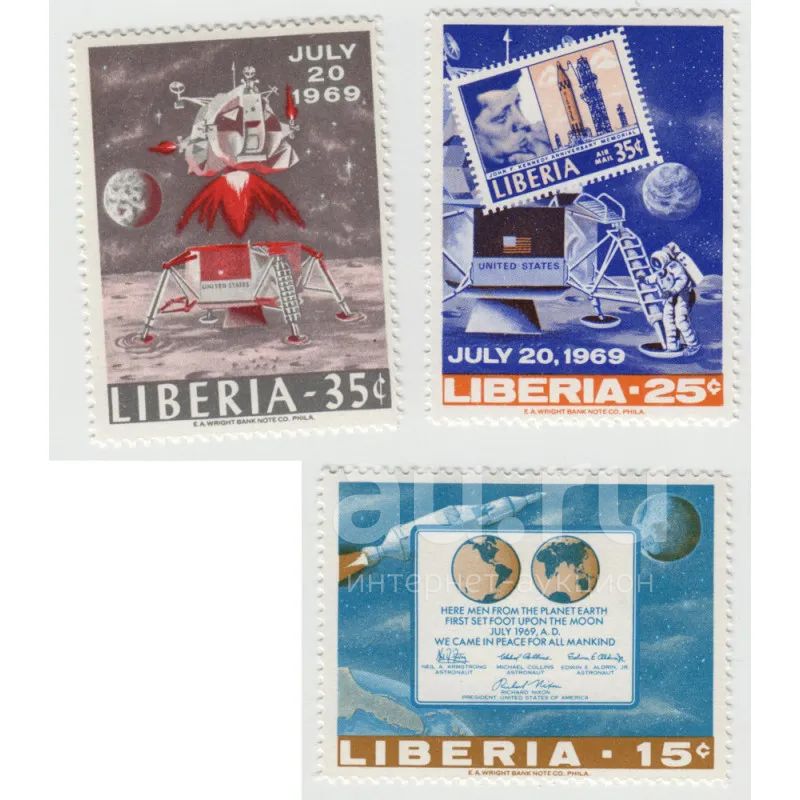 JULY
20
1969
UNITED STATES
LIBERIA - 35¢
E.A. WRIGHT BANK NOTE CO., PHILA.
JOHN F. KENNEDY ANNIVERSARY MEMORIAL
LIBERIA AIR MAIL 35¢
UNITED STATES
JULY 20, 1969
LIBERIA · 25¢
E.A. WRIGHT BANK NOTE CO., PHILA.
au.ru
интернет-аукцион
HERE MEN FROM THE PLANET EARTH
FIRST SET FOOT UPON THE MOON
JULY 1969, A.D.
WE CAME IN PEACE FOR ALL MANKIND
NEIL A. ARMSTRONG MICHAEL COLLINS EDWIN E. ALDRIN, JR.
ASTRONAUT ASTRONAUT ASTRONAUT
Richard Nixon
RICHARD NIXON
PRESIDENT UNITED STATES OF AMERICA
LIBERIA · 15¢
E.A. WRIGHT BANK NOTE CO., PHILA.